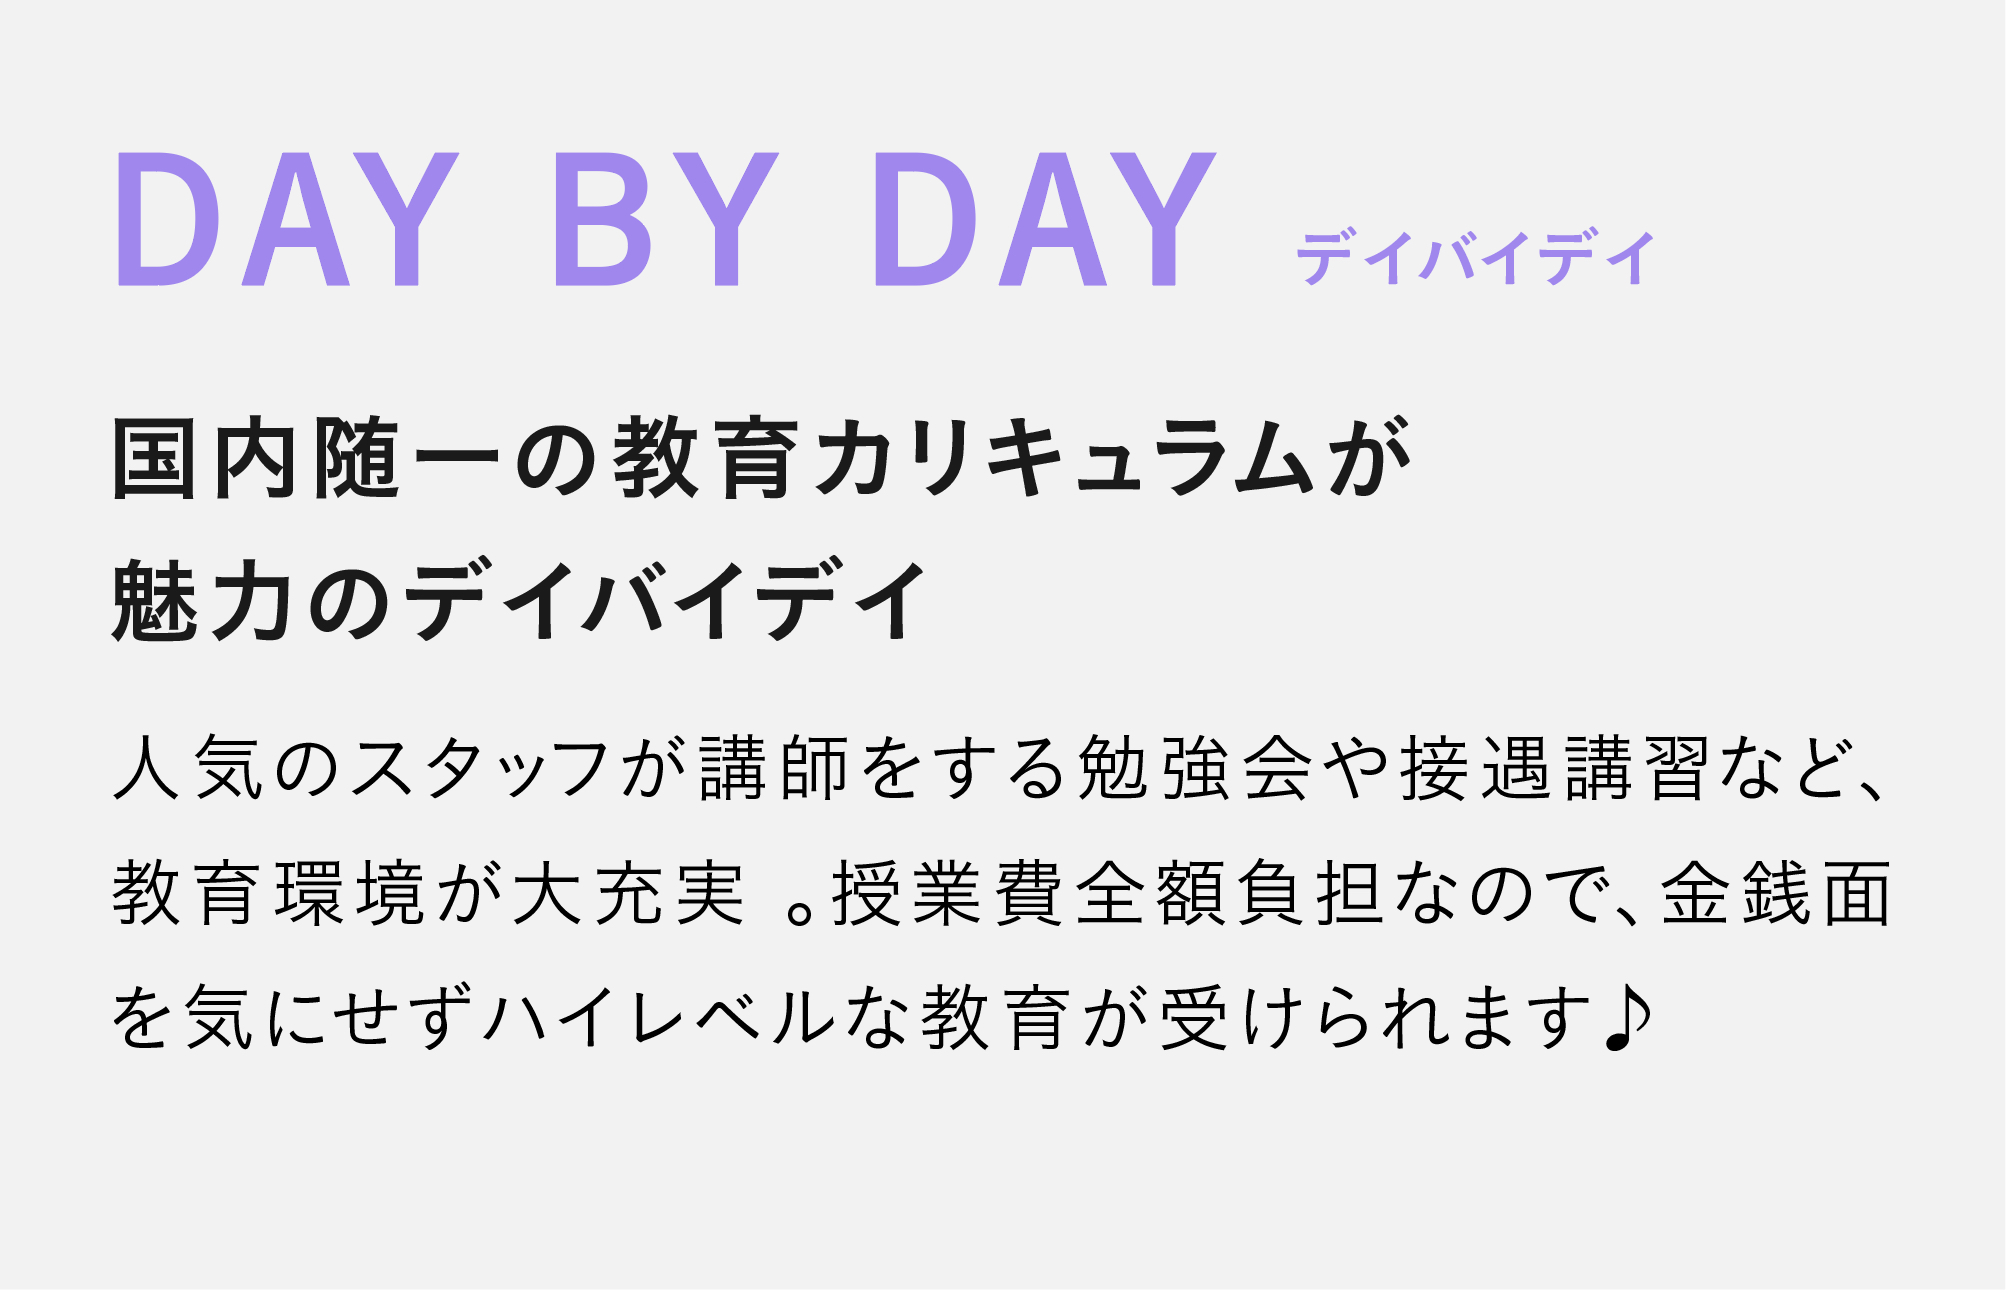 DAY BY DAY デイバイデイ
国内随一の教育カリキュラムが
魅力のデイバイデイ
人気のスタッフが講師をする勉強会や接遇講習など、
教育環境が大充実 。授業費全額負担なので、金銭面
を気にせずハイレベルな教育が受けられます♪